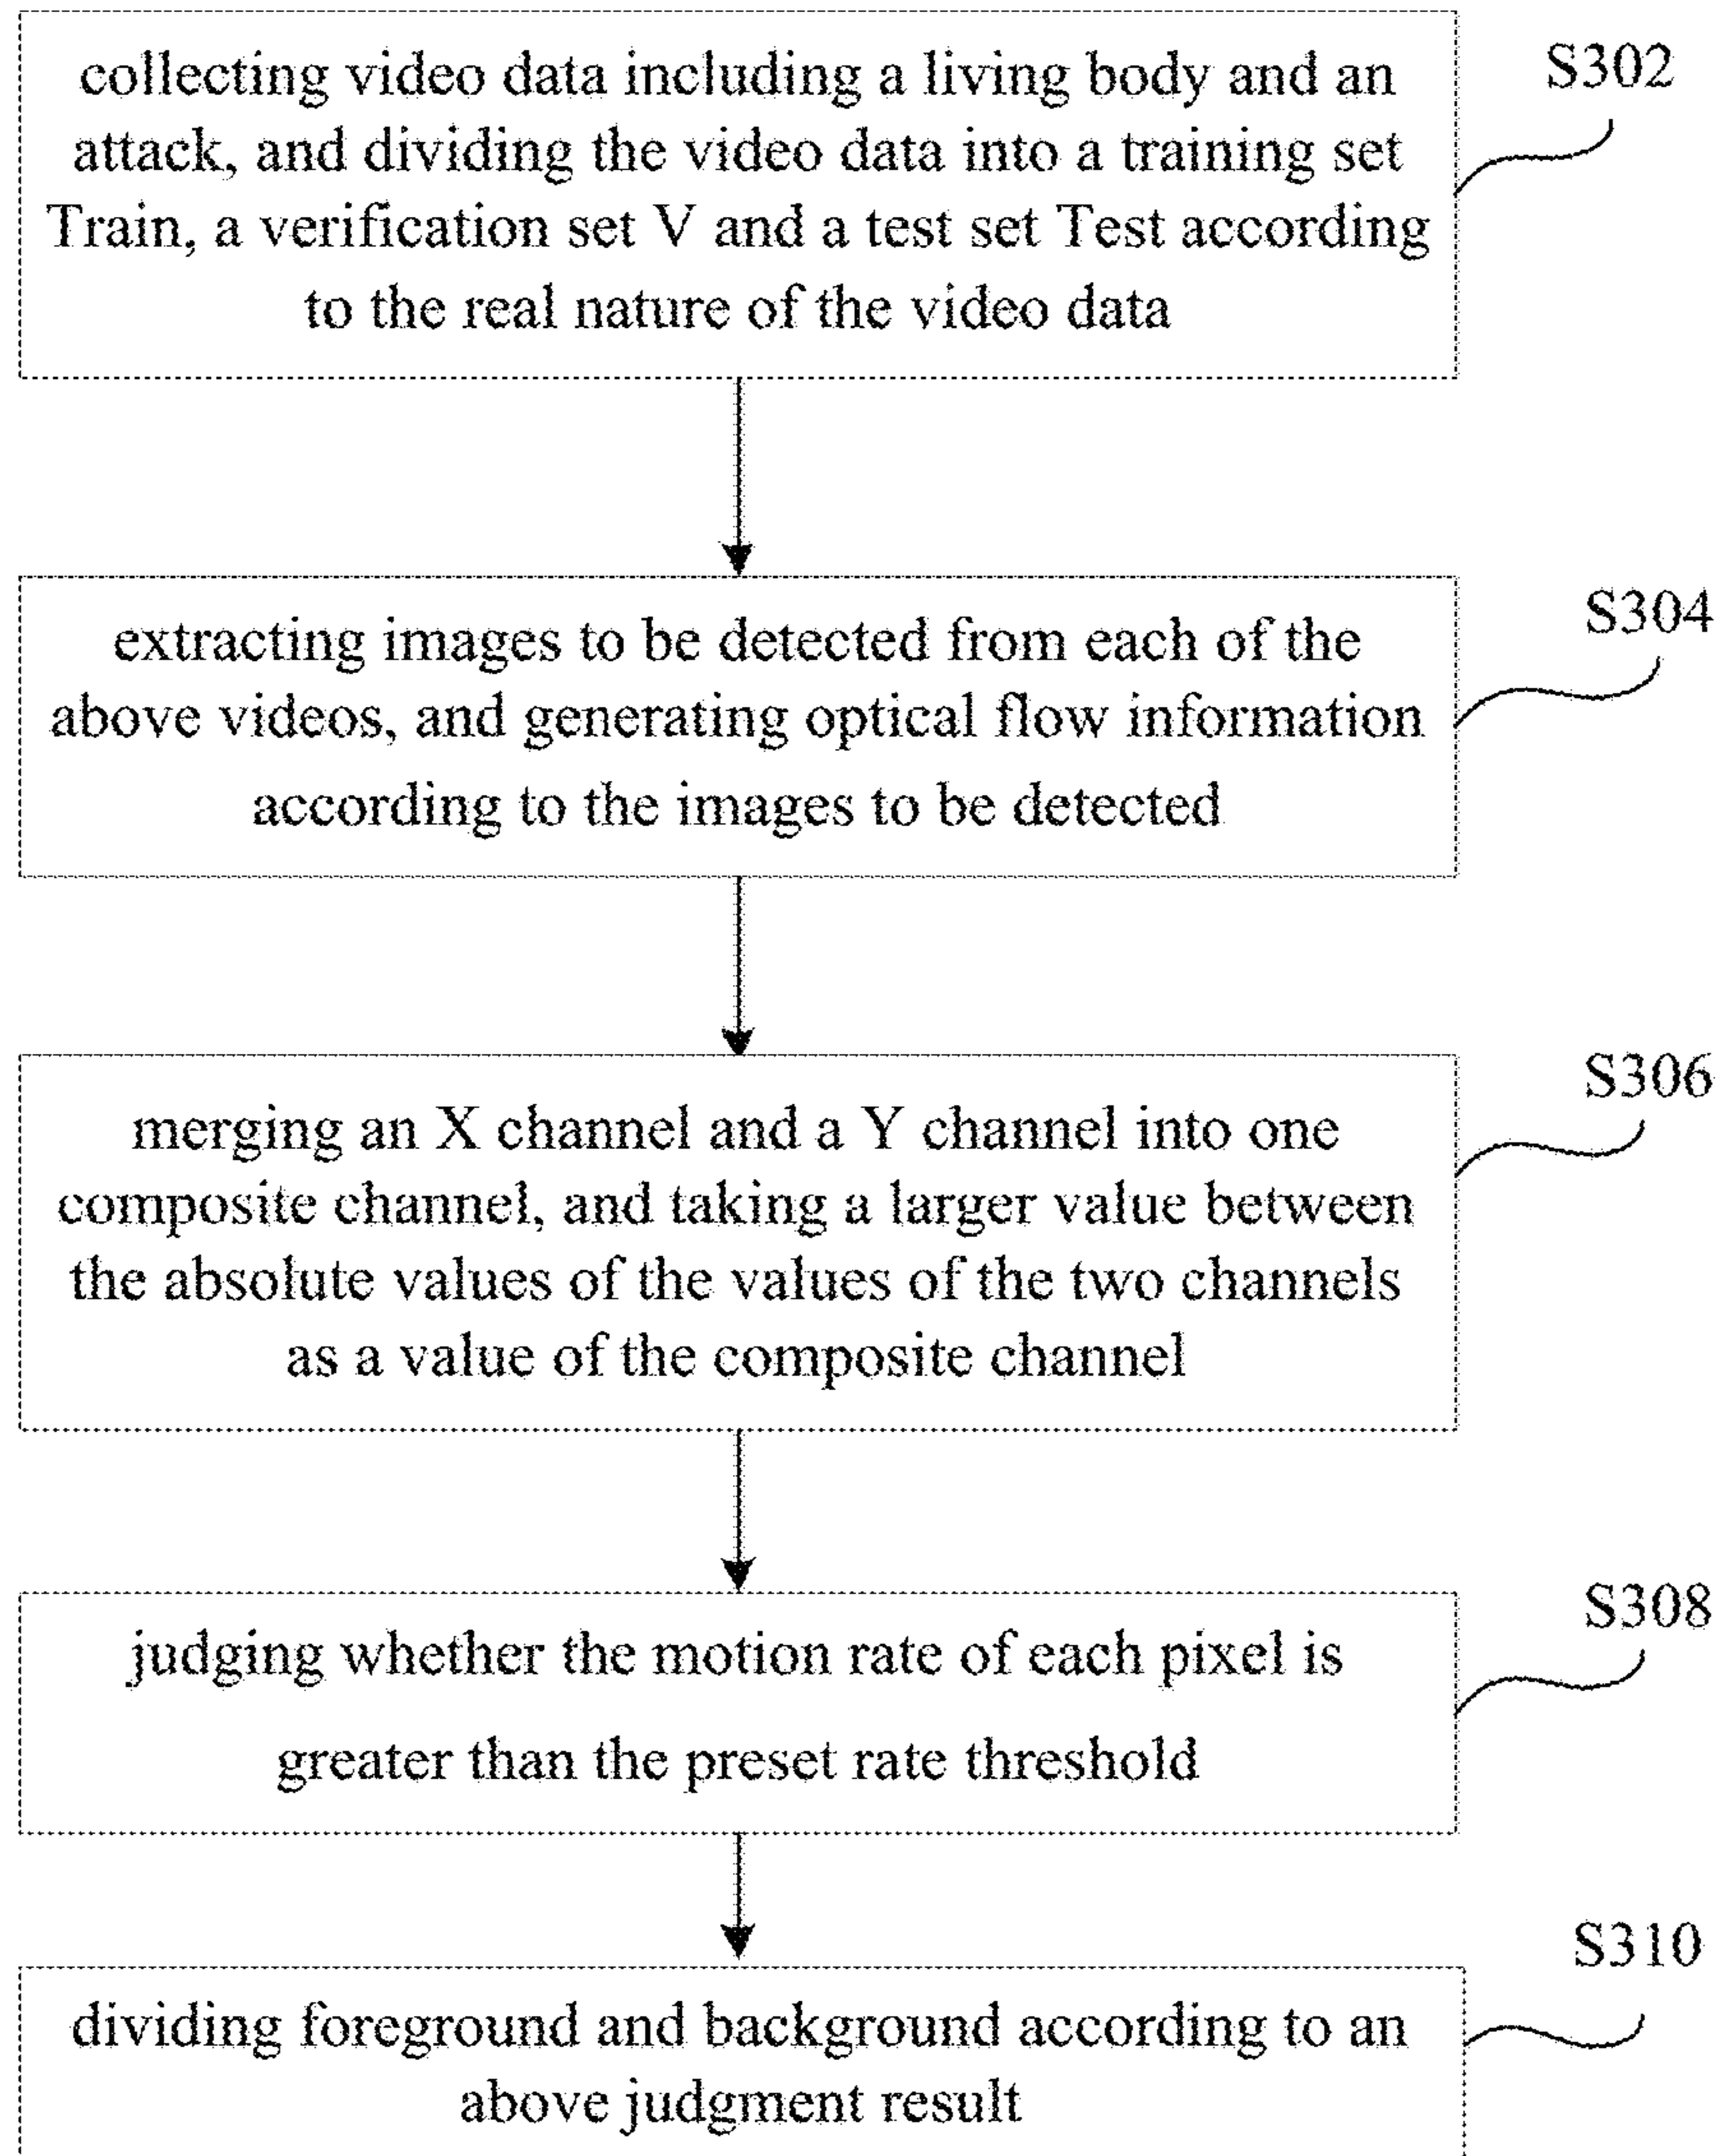 collecting video data including a living body and an
attack, and dividing the video data into a training set
Train, a verification set V and a test set Test according
to the real nature of the video data
S302
extracting images to be detected from each of the
above videos, and generating optical flow information
according to the images to be detected
S304
merging an X channel and a Y channel into one
composite channel, and taking a larger value between
the absolute values of the values of the two channels
as a value of the composite channel
S306
judging whether the motion rate of each pixel is
greater than the preset rate threshold
S308
dividing foreground and background according to an
above judgment result
S310